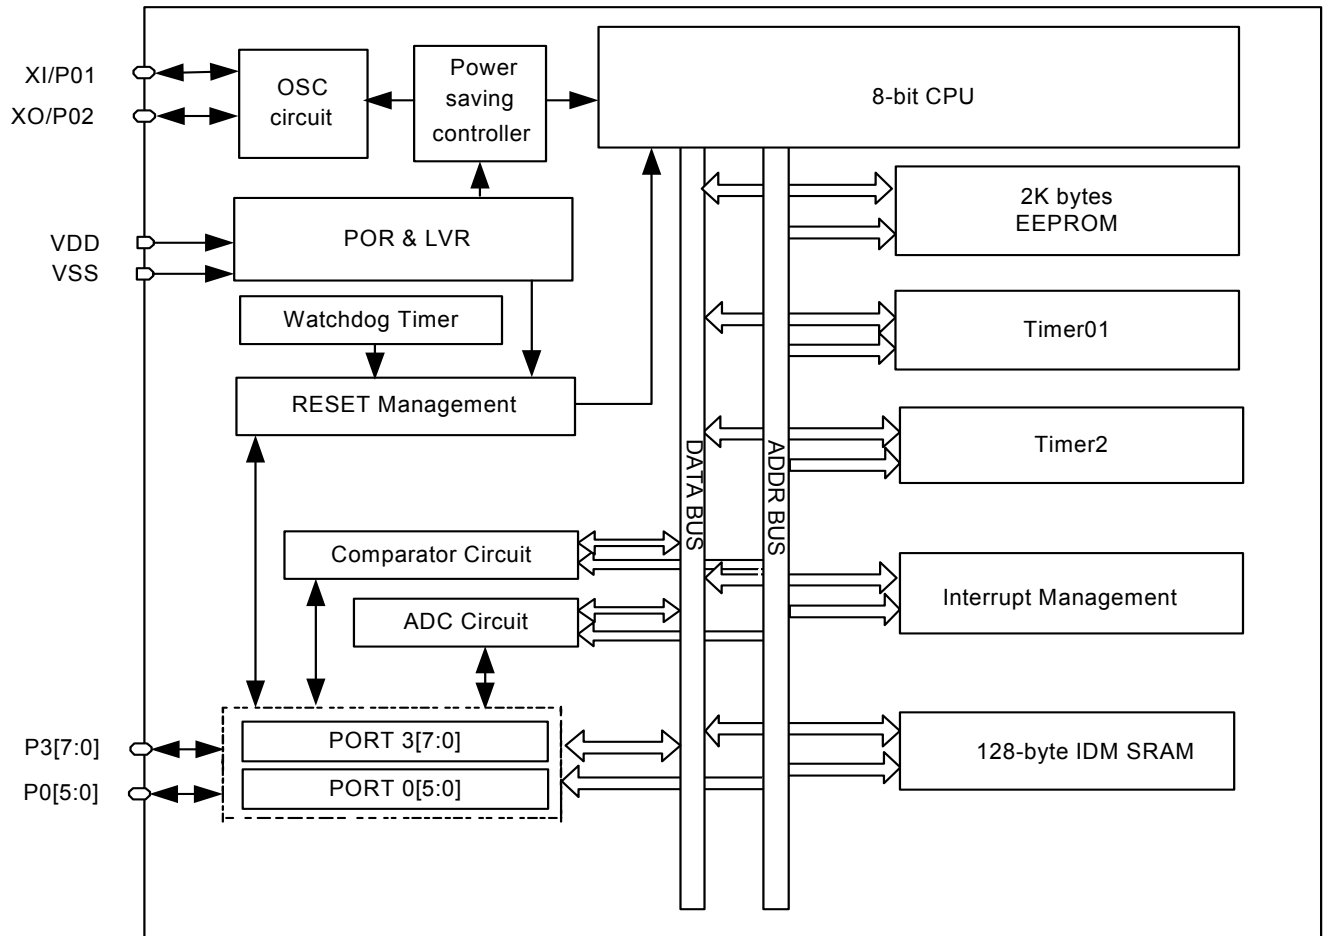 XI/P01
XO/P02
OSC
circuit
Power
saving
controller
8-bit CPU
2K bytes
EEPROM
VDD
VSS
POR & LVR
Watchdog Timer
Timer01
RESET Management
DATA BUS
ADDR BUS
Timer2
Comparator Circuit
ADC Circuit
Interrupt Management
P3[7:0]
P0[5:0]
PORT 3[7:0]
PORT 0[5:0]
128-byte IDM SRAM